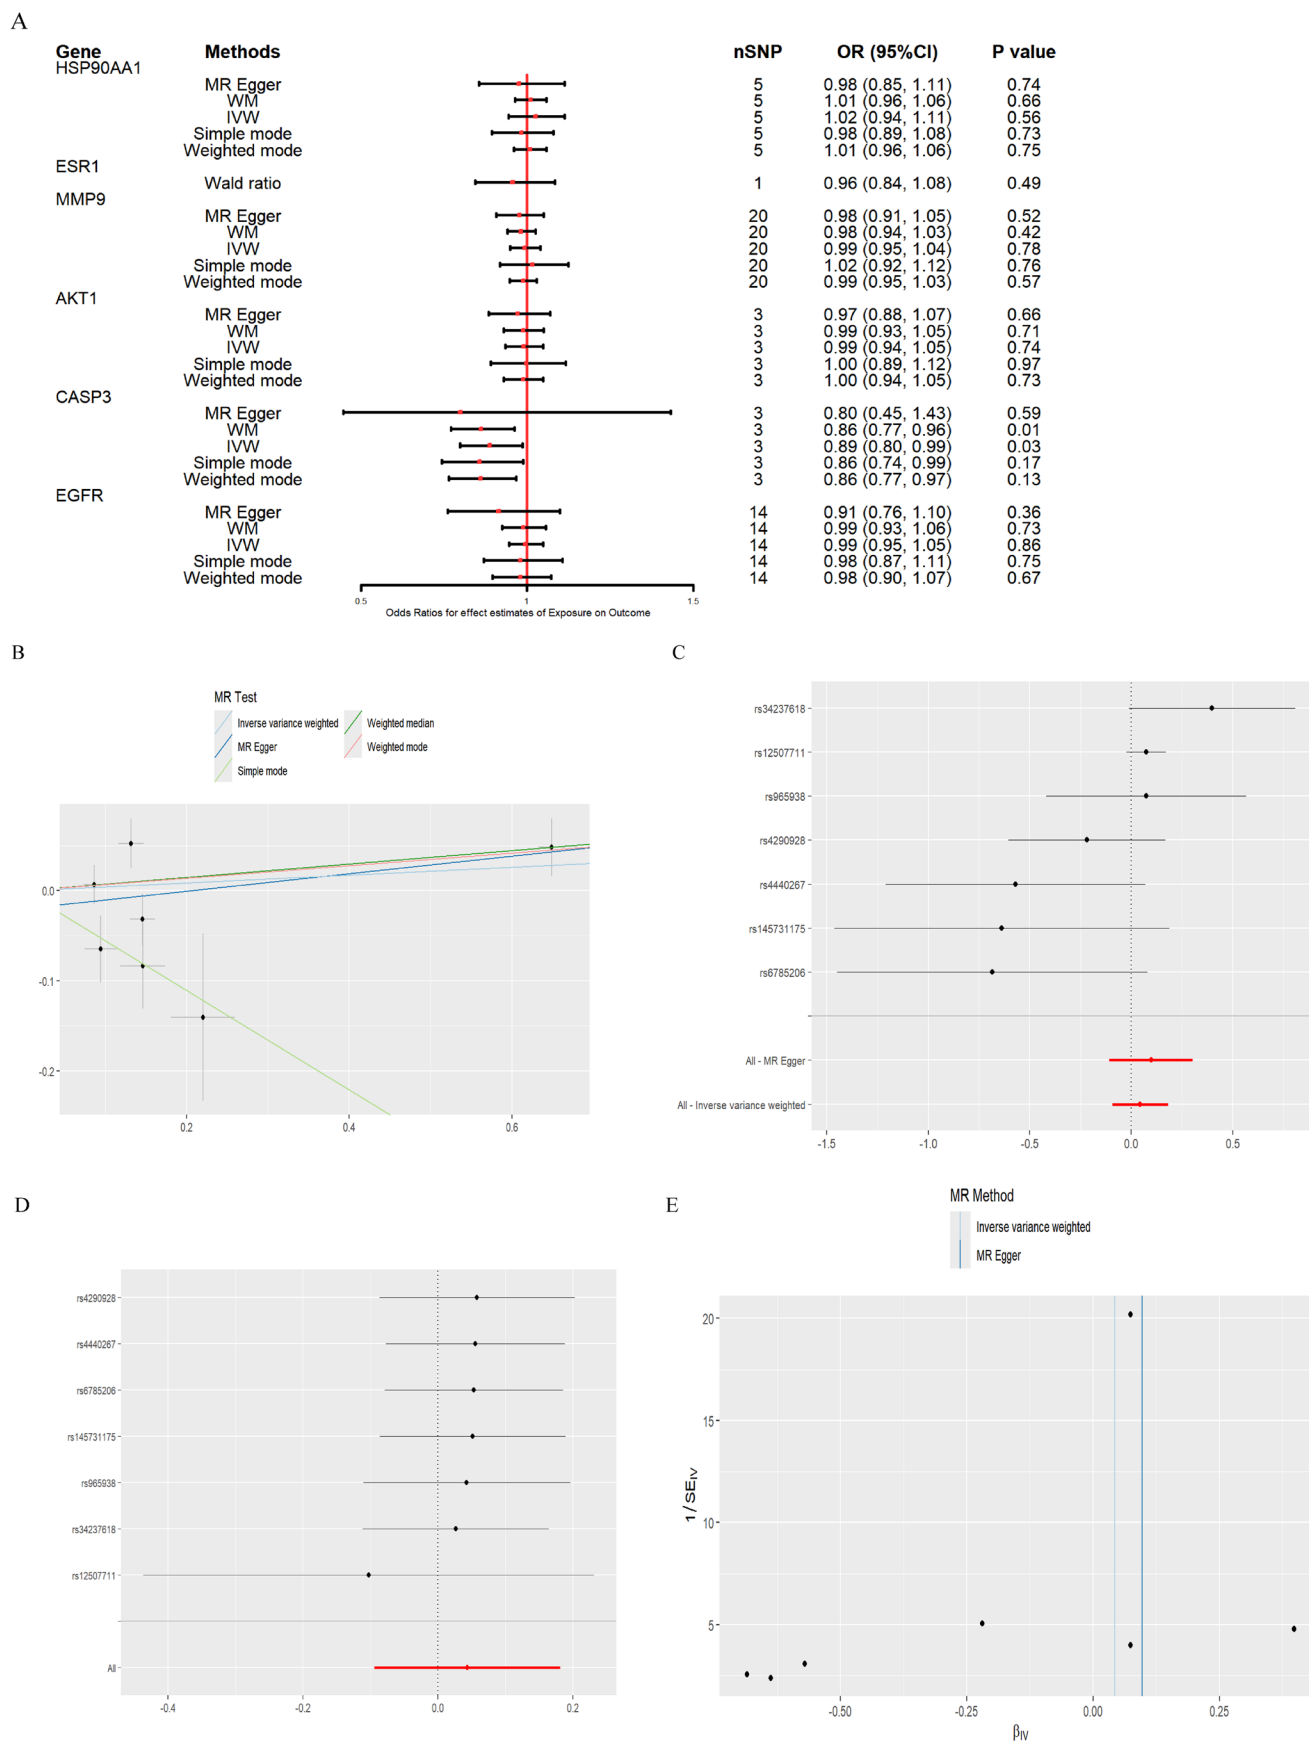 A
Gene Methods nSNP OR (95%CI) P value
HSP90AA1
MR Egger 5 0.98 (0.85, 1.11) 0.74
WM 5 1.01 (0.96, 1.06) 0.66
IVW 5 1.02 (0.94, 1.11) 0.56
Simple mode 5 0.98 (0.89, 1.08) 0.73
Weighted mode 5 1.01 (0.96, 1.06) 0.75
ESR1
Wald ratio 1 0.96 (0.84, 1.08) 0.49
MMP9
MR Egger 20 0.98 (0.91, 1.05) 0.52
WM 20 0.98 (0.94, 1.03) 0.42
IVW 20 0.99 (0.95, 1.04) 0.78
Simple mode 20 1.02 (0.92, 1.12) 0.76
Weighted mode 20 0.99 (0.95, 1.03) 0.57
AKT1
MR Egger 3 0.97 (0.88, 1.07) 0.66
WM 3 0.99 (0.93, 1.05) 0.71
IVW 3 0.99 (0.94, 1.05) 0.74
Simple mode 3 1.00 (0.89, 1.12) 0.97
Weighted mode 3 1.00 (0.94, 1.05) 0.73
CASP3
MR Egger 3 0.80 (0.45, 1.43) 0.59
WM 3 0.86 (0.77, 0.96) 0.01
IVW 3 0.89 (0.80, 0.99) 0.03
Simple mode 3 0.86 (0.74, 0.99) 0.17
Weighted mode 3 0.86 (0.77, 0.97) 0.13
EGFR
MR Egger 14 0.91 (0.76, 1.10) 0.36
WM 14 0.99 (0.93, 1.06) 0.73
IVW 14 0.99 (0.95, 1.05) 0.86
Simple mode 14 0.98 (0.87, 1.11) 0.75
Weighted mode 14 0.98 (0.90, 1.07) 0.67
0.5 1 1.5
Odds Ratios for effect estimates of Exposure on Outcome
B
MR Test
Inverse variance weighted Weighted median
MR Egger Weighted mode
Simple mode
0.0
-0.1
-0.2
0.2 0.4 0.6
C
rs34237618
rs12507711
rs965938
rs4290928
rs4440267
rs145731175
rs6785206
All - MR Egger
All - Inverse variance weighted
-1.5 -1.0 -0.5 0.0 0.5
D
rs4290928
rs4440267
rs6785206
rs145731175
rs965938
rs34237618
rs12507711
All
-0.4 -0.2 0.0 0.2
E
MR Method
Inverse variance weighted
MR Egger
20
15
10
5
1/SEIV
-0.50 -0.25 0.00 0.25
βIV